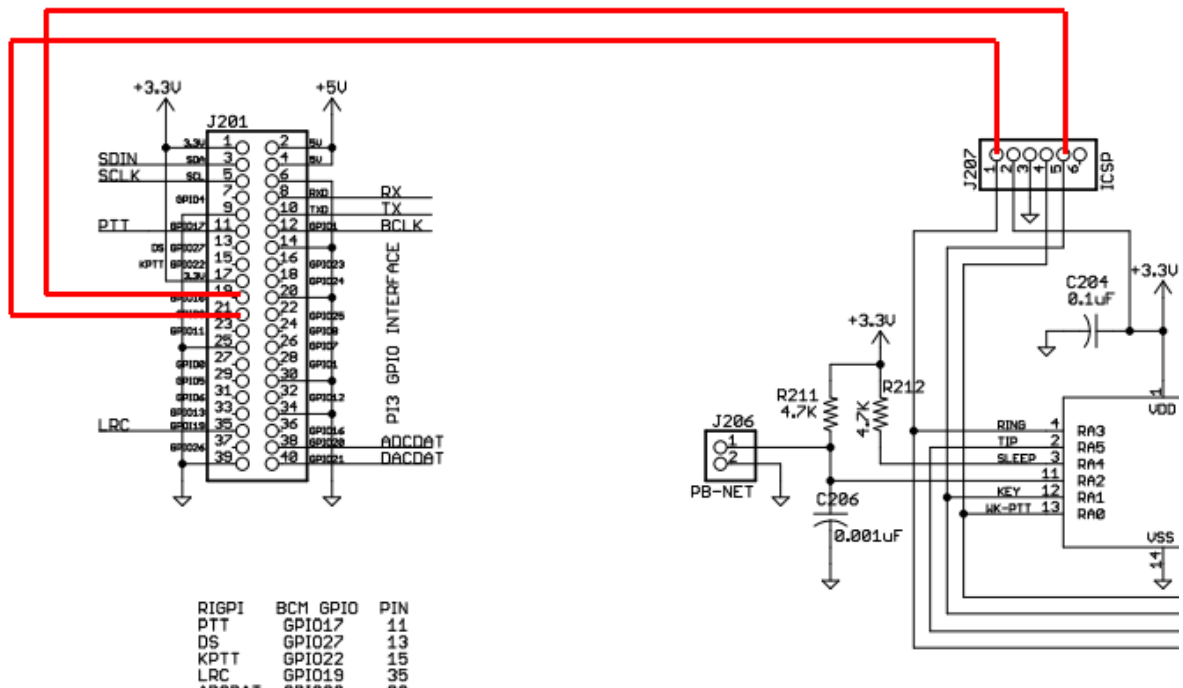 +3.3V +5V
J201
3.3V 1 2 5V
SDIN SDA 3 4 5V
SCLK SCL 5 6
GPIO4 7 8 RXD RX
9 10 TXD TX
PTT GPIO17 11 12 GPIO1 BCLK
DS GPIO27 13 14
KPTT GPIO22 15 16 GPIO23
3.3V 17 18 GPIO24
19 20
21 22 GPIO25
GPIO11 23 24 GPIO8
25 26 GPIO7
GPIO0 27 28 GPIO1
GPIO5 29 30
GPIO6 31 32 GPIO12
GPIO13 33 34
LRC GPIO19 35 36 GPIO16
GPIO26 37 38 GPIO20 ADCDAT
39 40 GPIO21 DACDAT
PI3 GPIO INTERFACE
J207
1 2 3 4 5 6
ICSP
C204
0.1uF
+3.3V
+3.3V
R211
4.7K
R212
4.7K
J206
1
2
PB-NET
C206
0.001uF
1
VDD
RING 4 RA3
TIP 2 RA5
SLEEP 3 RA4
11 RA2
KEY 12 RA1
WK-PTT 13 RA0
VSS
14
RIGPI BCM GPIO PIN
PTT GPIO17 11
DS GPIO27 13
KPTT GPIO22 15
LRC GPIO19 35